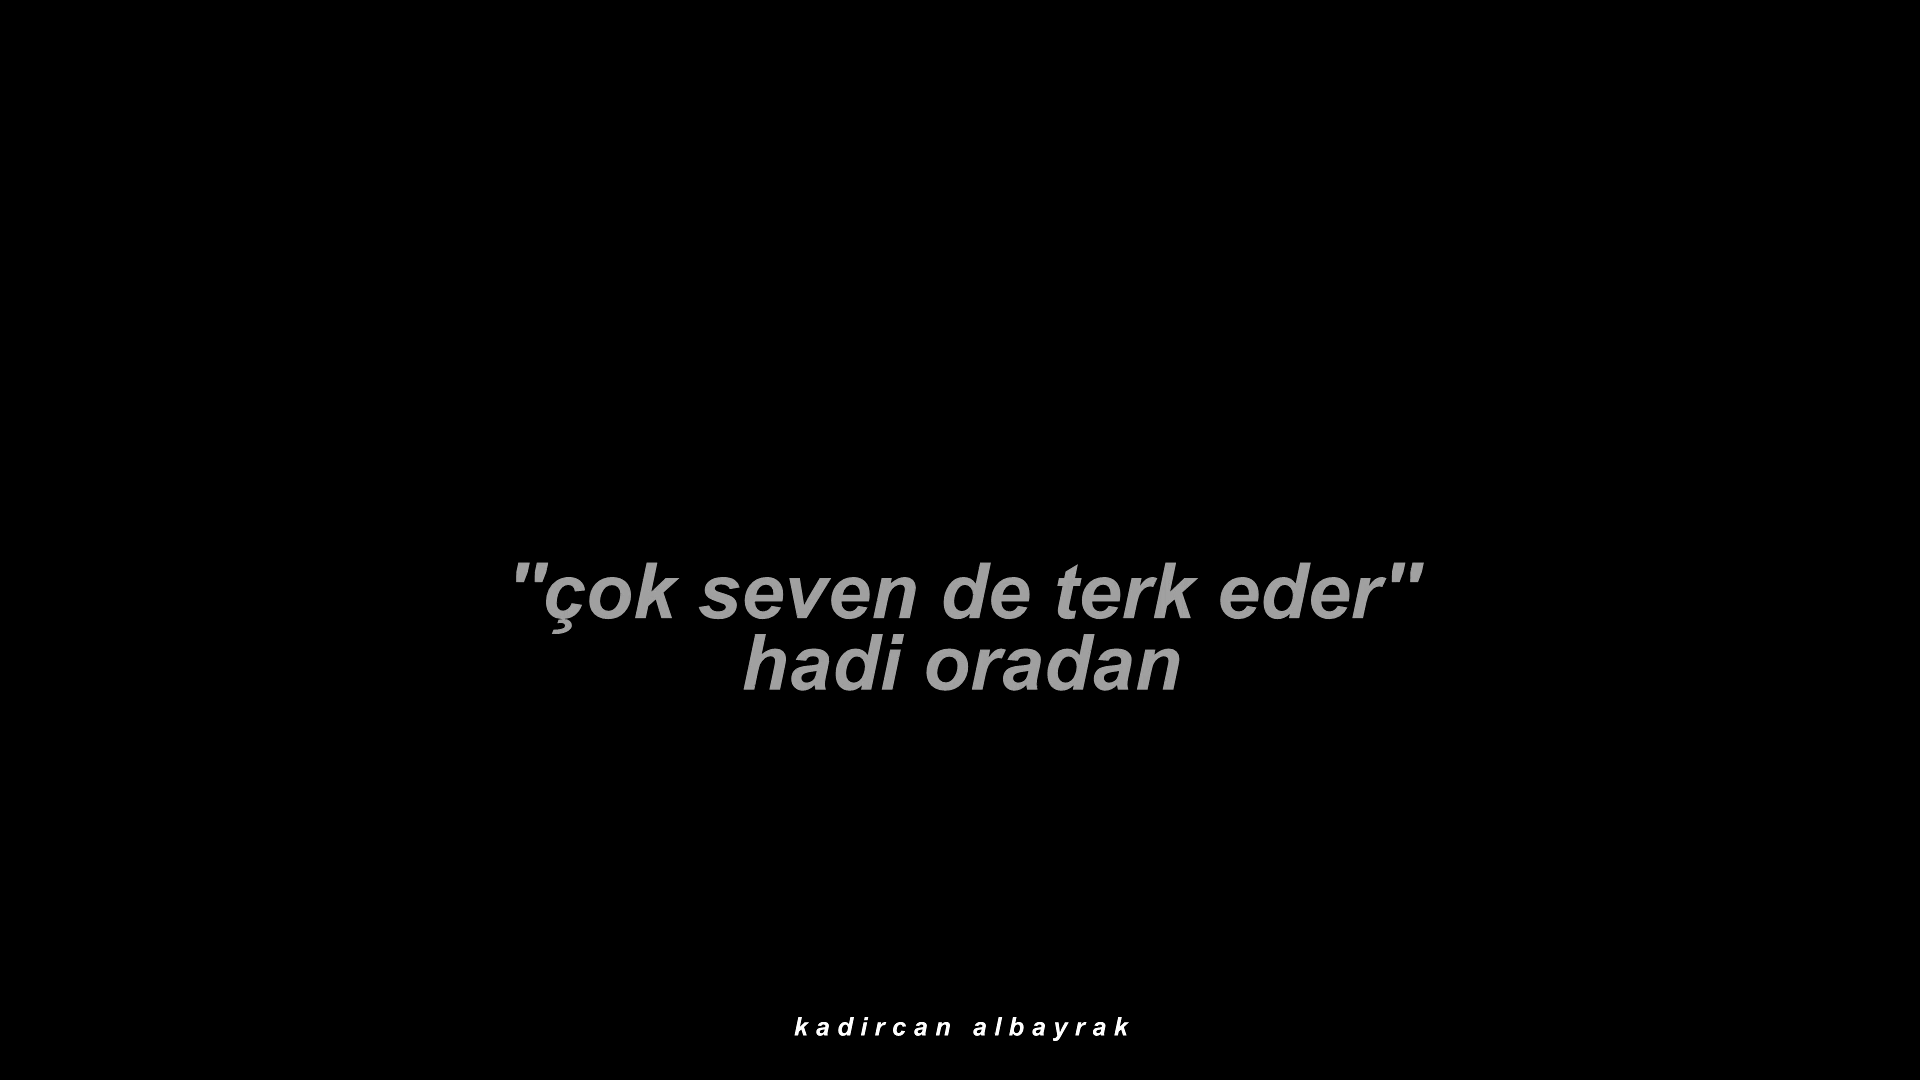 "çok seven de terk eder"
hadi oradan
kadircan albayrak